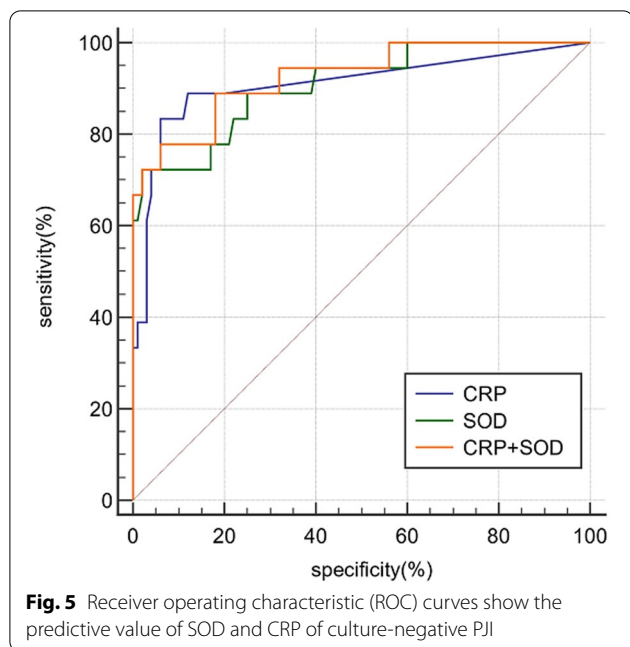 100
80
60
40
20
0
sensitivity(%)
0 20 40 60 80 100
specificity(%)
CRP
SOD
CRP+SOD
Fig. 5 Receiver operating characteristic (ROC) curves show the
predictive value of SOD and CRP of culture-negative PJI